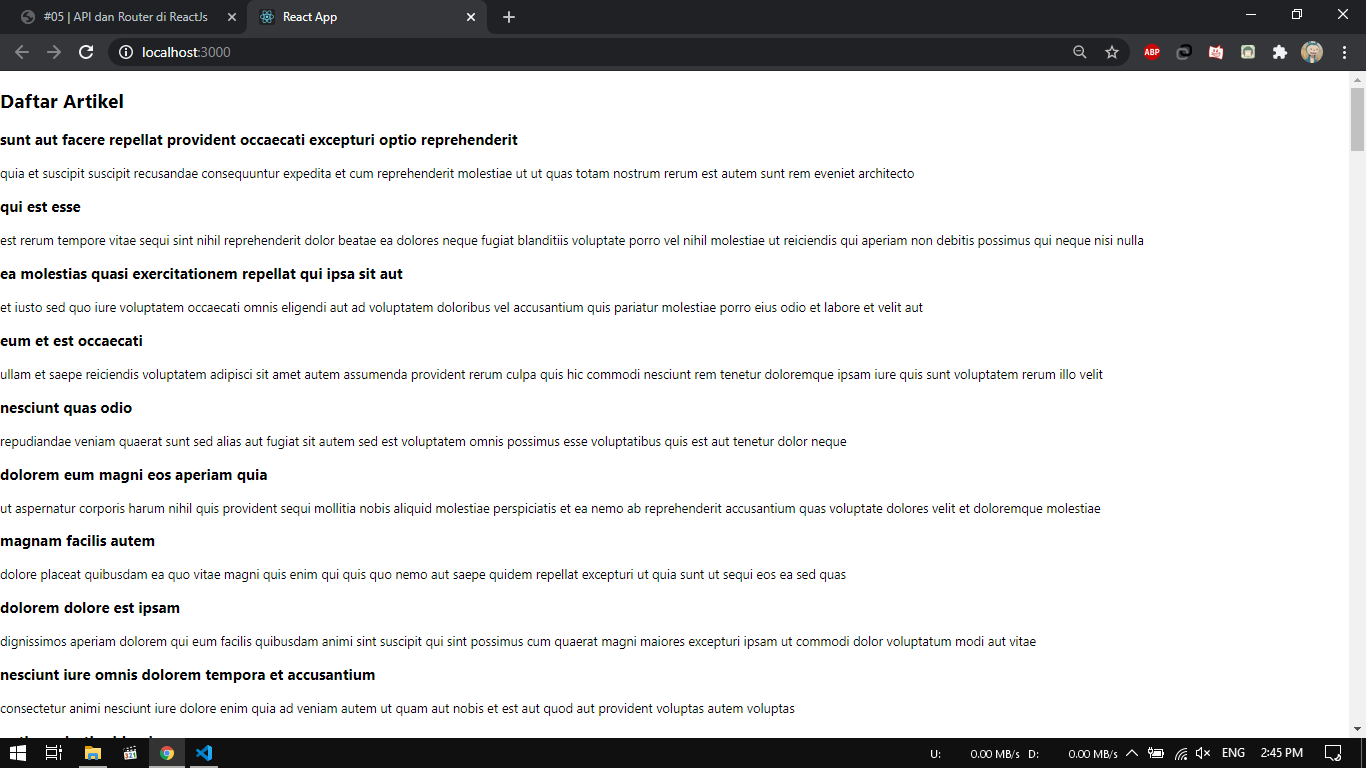 #05 | API dan Router di ReactJs
React App
localhost:3000
ABP
Daftar Artikel
sunt aut facere repellat provident occaecati excepturi optio reprehenderit
quia et suscipit suscipit recusandae consequuntur expedita et cum reprehenderit molestiae ut ut quas totam nostrum rerum est autem sunt rem eveniet architecto
qui est esse
est rerum tempore vitae sequi sint nihil reprehenderit dolor beatae ea dolores neque fugiat blanditiis voluptate porro vel nihil molestiae ut reiciendis qui aperiam non debitis possimus qui neque nisi nulla
ea molestias quasi exercitationem repellat qui ipsa sit aut
et iusto sed quo iure voluptatem occaecati omnis eligendi aut ad voluptatem doloribus vel accusantium quis pariatur molestiae porro eius odio et labore et velit aut
eum et est occaecati
ullam et saepe reiciendis voluptatem adipisci sit amet autem assumenda provident rerum culpa quis hic commodi nesciunt rem tenetur doloremque ipsam iure quis sunt voluptatem rerum illo velit
nesciunt quas odio
repudiandae veniam quaerat sunt sed alias aut fugiat sit autem sed est voluptatem omnis possimus esse voluptatibus quis est aut tenetur dolor neque
dolorem eum magni eos aperiam quia
ut aspernatur corporis harum nihil quis provident sequi mollitia nobis aliquid molestiae perspiciatis et ea nemo ab reprehenderit accusantium quas voluptate dolores velit et doloremque molestiae
magnam facilis autem
dolore placeat quibusdam ea quo vitae magni quis enim qui quis quo nemo aut saepe quidem repellat excepturi ut quia sunt ut sequi eos ea sed quas
dolorem dolore est ipsam
dignissimos aperiam dolorem qui eum facilis quibusdam animi sint suscipit qui sint possimus cum quaerat magni maiores excepturi ipsam ut commodi dolor voluptatum modi aut vitae
nesciunt iure omnis dolorem tempora et accusantium
consectetur animi nesciunt iure dolore enim quia ad veniam autem ut quam aut nobis et est aut quod aut provident voluptas autem voluptas
U: 0.00 MB/s D: 0.00 MB/s ENG 2:45 PM